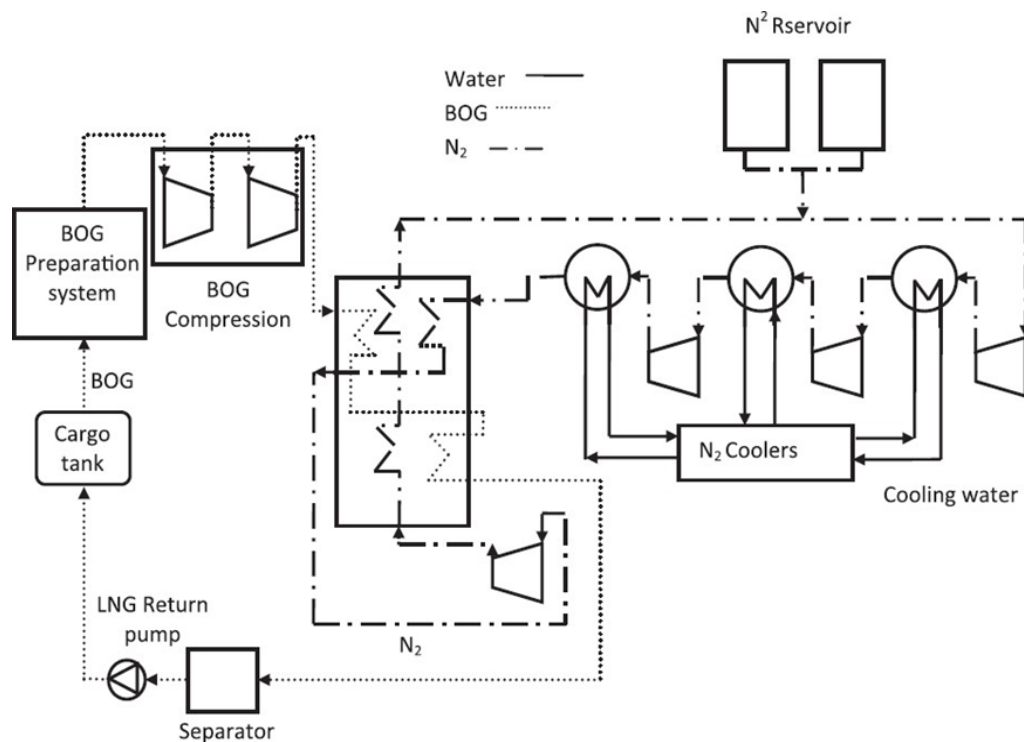 N² Rservoir
Water
BOG
N₂
BOG
Preparation
system
BOG
Compression
BOG
Cargo
tank
N₂ Coolers
Cooling water
LNG Return
pump
N₂
Separator